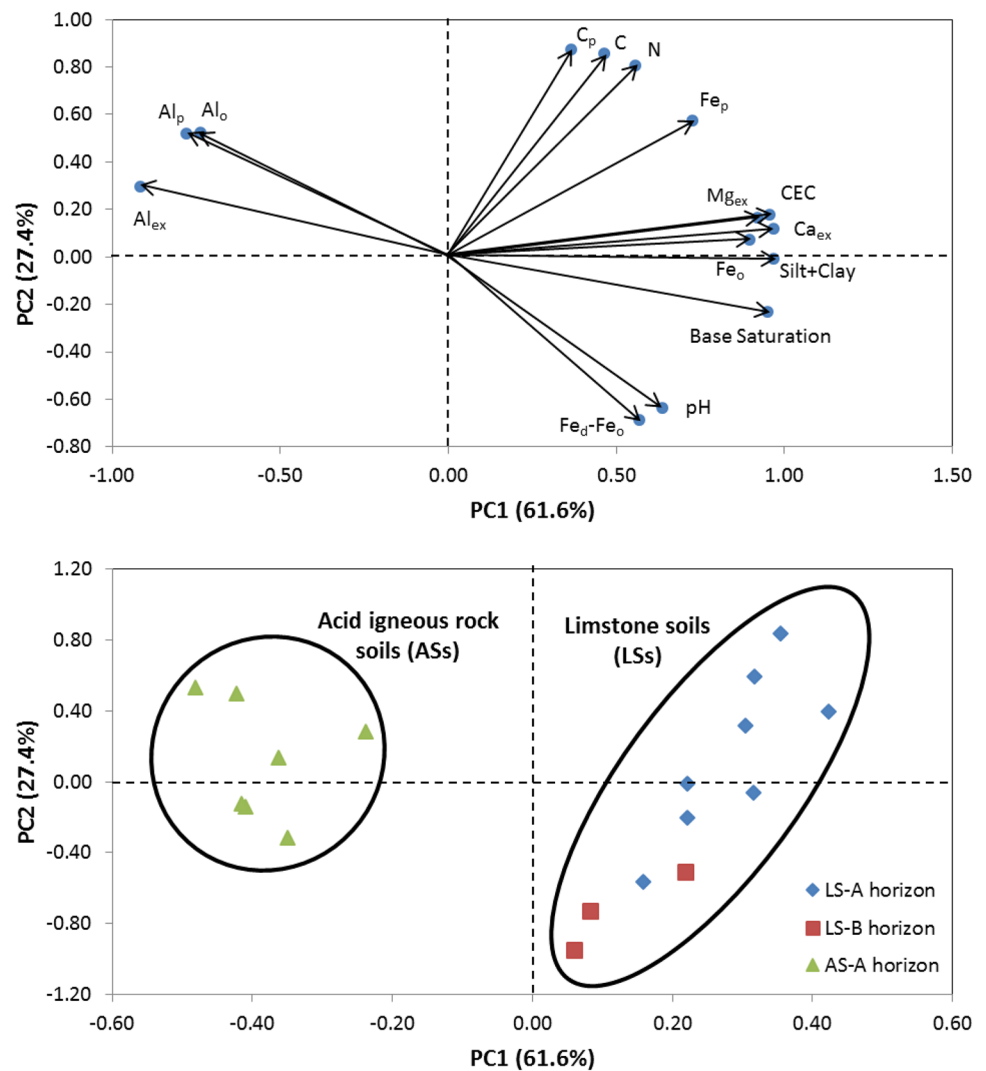 1.00
0.80
0.60
0.40
0.20
0.00
-0.20
-0.40
-0.60
-0.80
PC2 (27.4%)
Cp
C
N
Fep
Alp
Alo
Alex
Mgex
CEC
Caex
Feo
Silt+Clay
Base Saturation
pH
Fed-Feo
-1.00 -0.50 0.00 0.50 1.00 1.50
PC1 (61.6%)
1.20
0.80
0.40
0.00
-0.40
-0.80
-1.20
PC2 (27.4%)
Acid igneous rock
soils (ASs)
Limstone soils
(LSs)
LS-A horizon
LS-B horizon
AS-A horizon
-0.60 -0.40 -0.20 0.00 0.20 0.40 0.60
PC1 (61.6%)